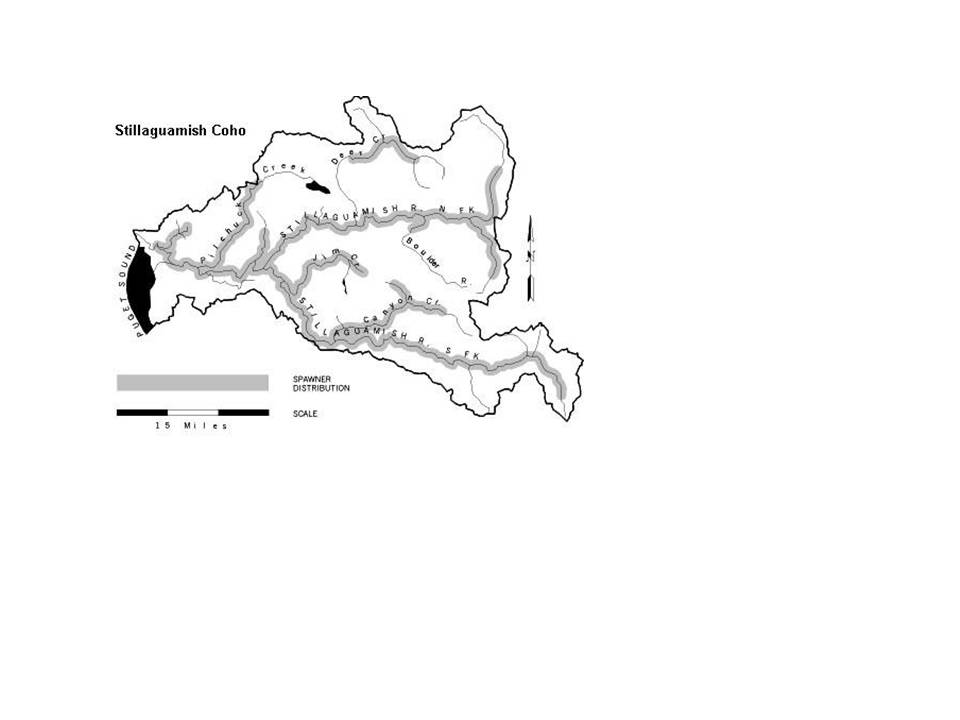 Stillaguamish Coho
Deer Cr
Creek
Pilchuck
STILLAGUAMISH R. N FK
Boulder R.
Jim Cr
PUGET SOUND
N
Canyon Cr
STILLAGUAMISH R. S FK
SPAWNER
DISTRIBUTION
SCALE
15 Miles